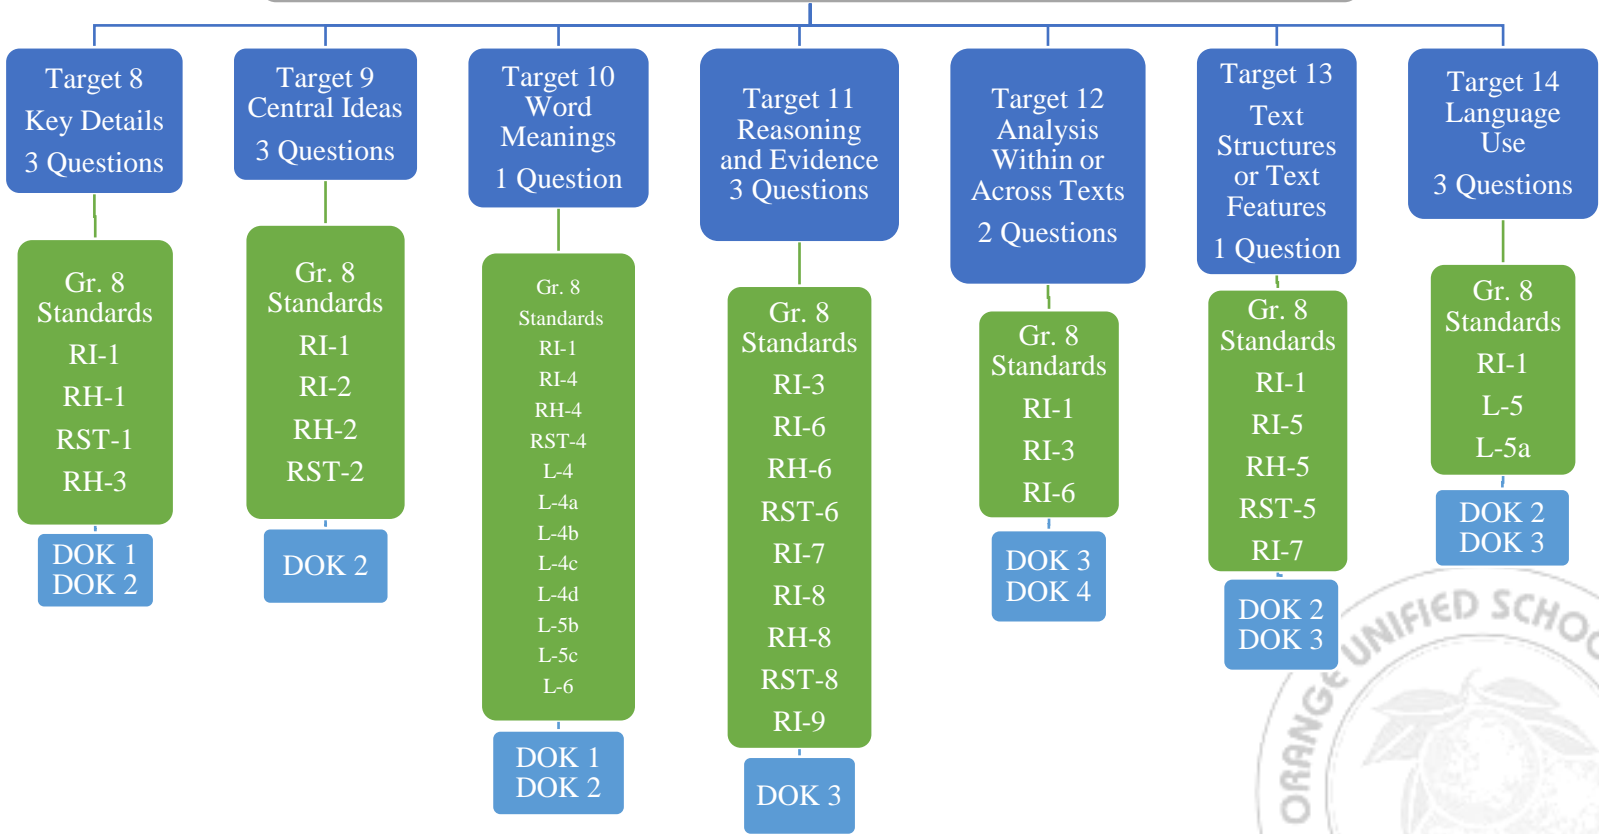 Target 8
Key Details
3 Questions
Gr. 8
Standards
RI-1
RH-1
RST-1
RH-3
DOK 1
DOK 2
Target 9
Central Ideas
3 Questions
Gr. 8
Standards
RI-1
RI-2
RH-2
RST-2
DOK 2
Target 10
Word
Meanings
1 Question
Gr. 8
Standards
RI-1
RI-4
RH-4
RST-4
L-4
L-4a
L-4b
L-4c
L-4d
L-5b
L-5c
L-6
DOK 1
DOK 2
Target 11
Reasoning
and Evidence
3 Questions
Gr. 8
Standards
RI-3
RI-6
RH-6
RST-6
RI-7
RI-8
RH-8
RST-8
RI-9
DOK 3
Target 12
Analysis
Within or
Across Texts
2 Questions
Gr. 8
Standards
RI-1
RI-3
RI-6
DOK 3
DOK 4
Target 13
Text
Structures
or Text
Features
1 Question
Gr. 8
Standards
RI-1
RI-5
RH-5
RST-5
RI-7
DOK 2
DOK 3
Target 14
Language
Use
3 Questions
Gr. 8
Standards
RI-1
L-5
L-5a
DOK 2
DOK 3
ORANGE UNIFIED SCHOO